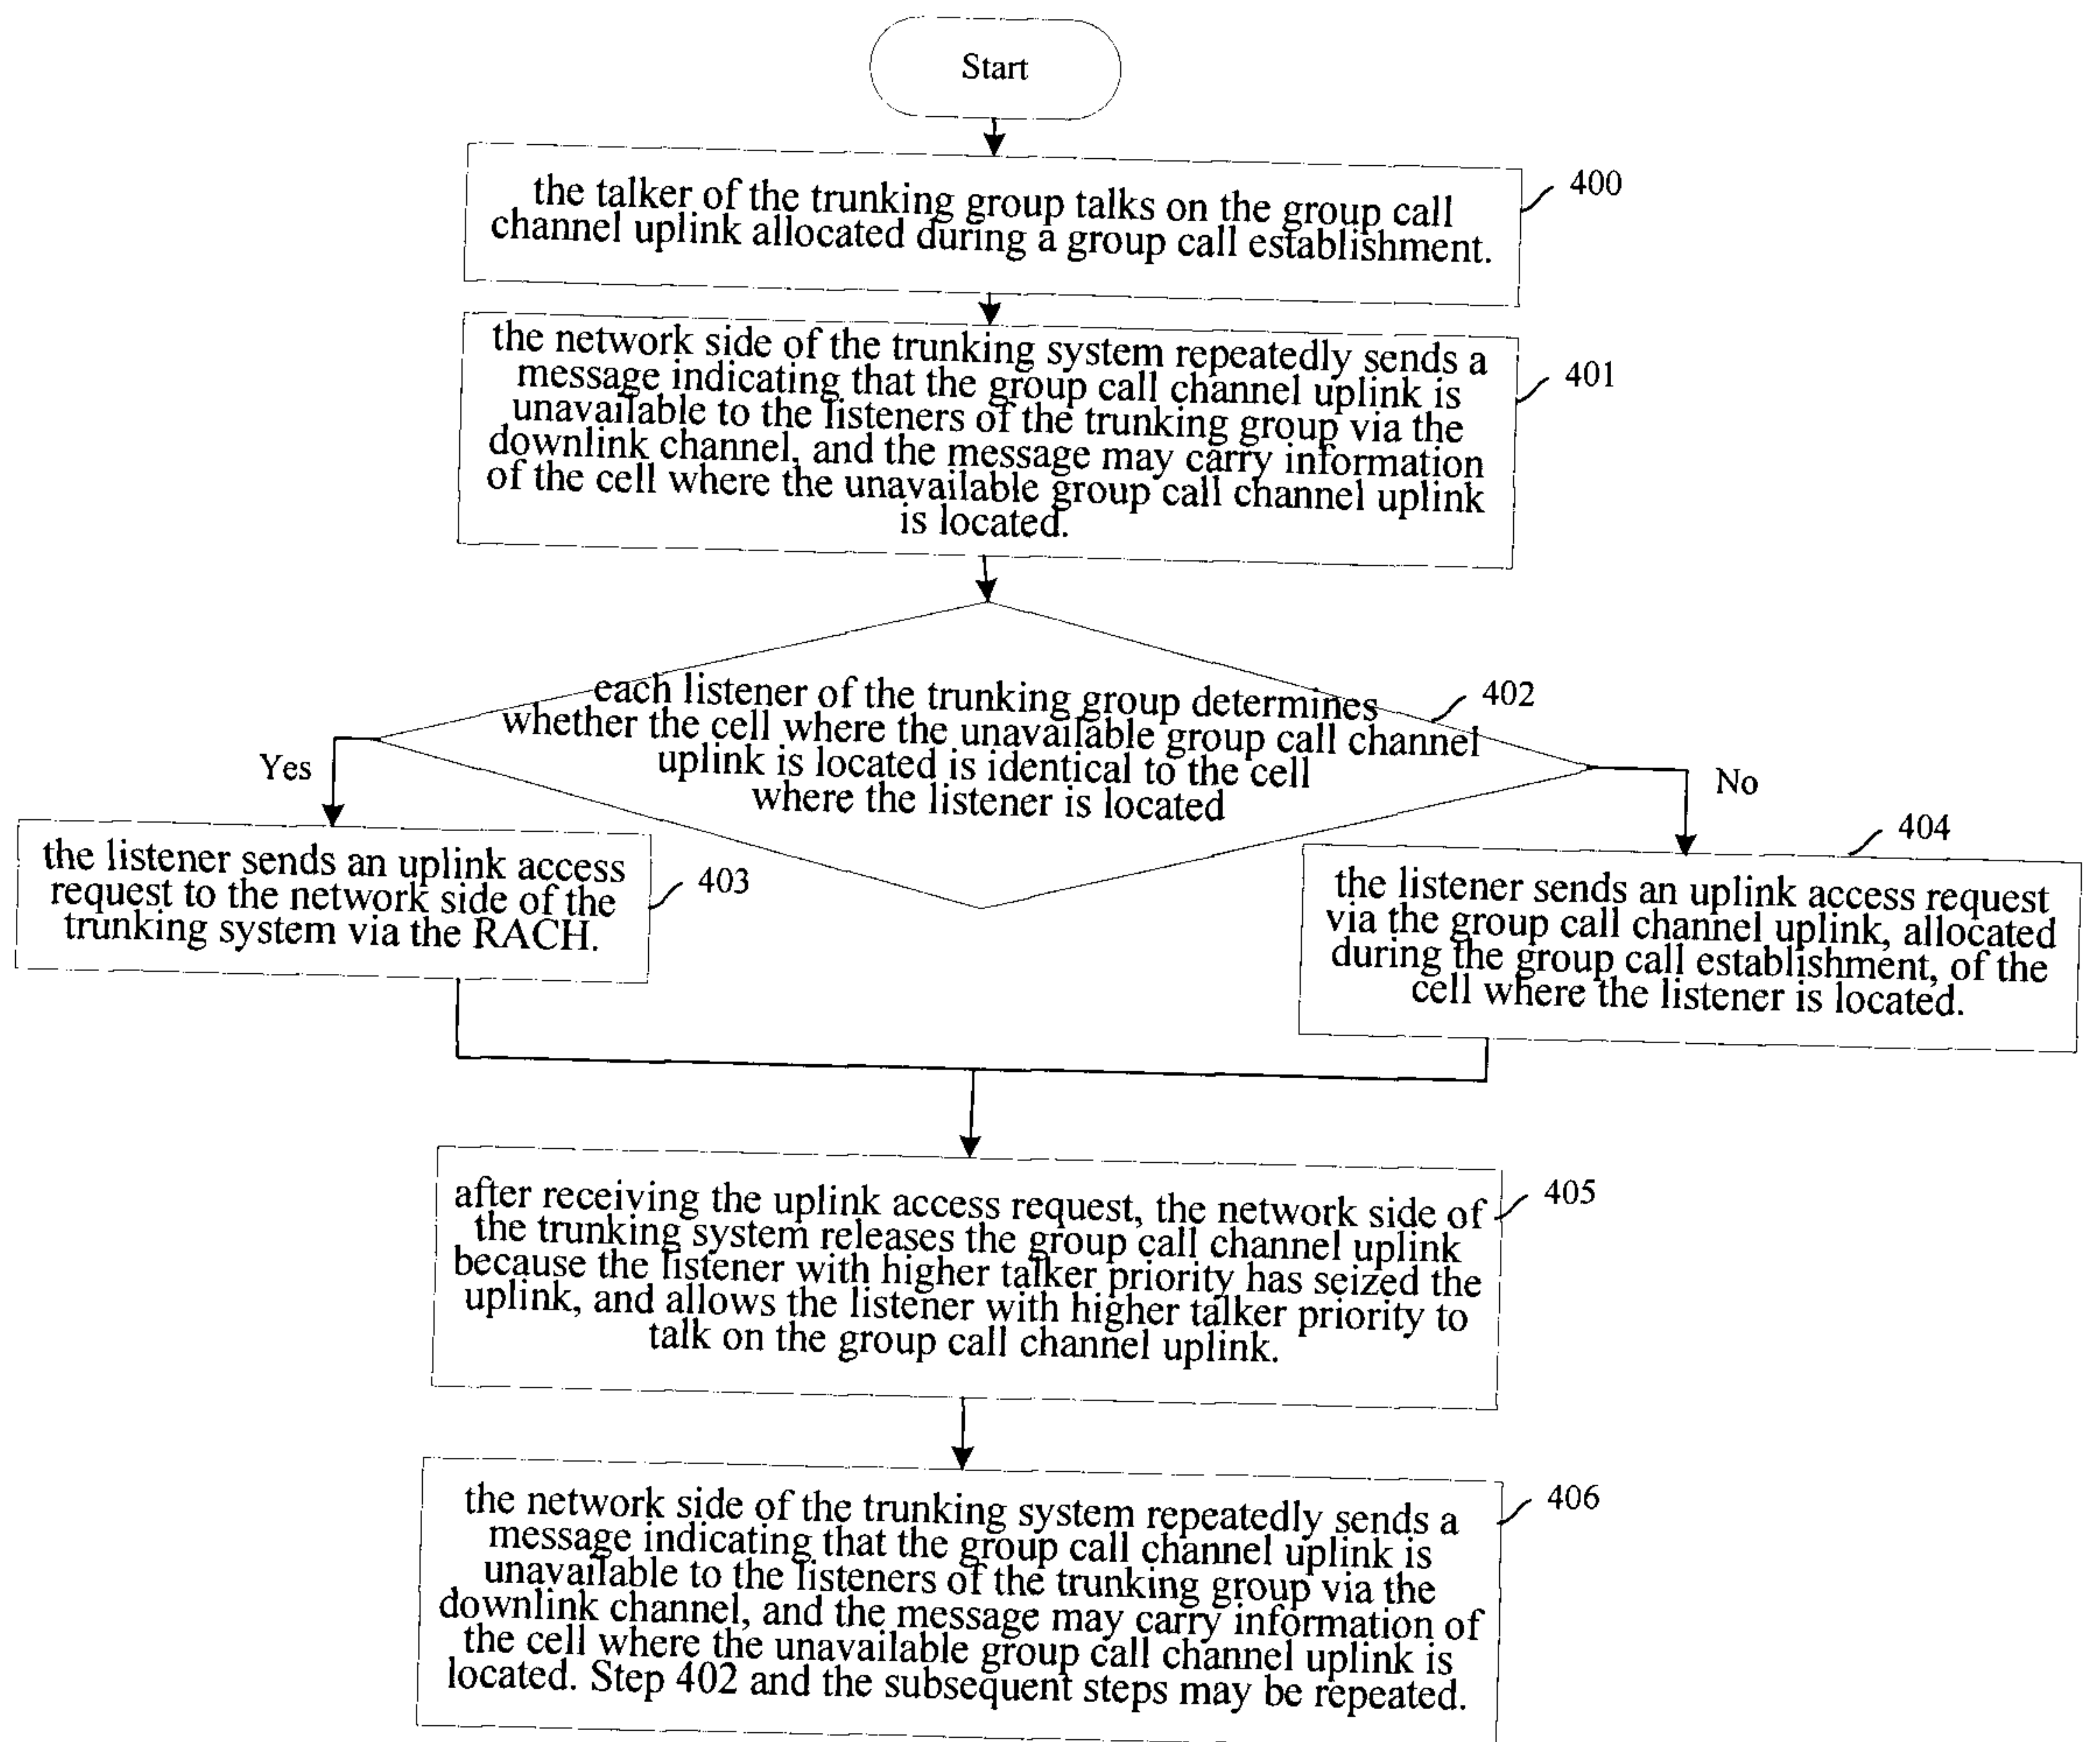 Start
the talker of the trunking group talks on the group call
channel uplink allocated during a group call establishment.
400
the network side of the trunking system repeatedly sends a
message indicating that the group call channel uplink is
unavailable to the listeners of the trunking group via the
downlink channel, and the message may carry information
of the cell where the unavailable group call channel uplink
is located.
401
each listener of the trunking group determines
whether the cell where the unavailable group call channel
uplink is located is identical to the cell
where the listener is located
402
Yes
No
the listener sends an uplink access
request to the network side of the
trunking system via the RACH.
403
404
the listener sends an uplink access request
via the group call channel uplink, allocated
during the group call establishment, of the
cell where the listener is located.
after receiving the uplink access request, the network side of
the trunking system releases the group call channel uplink
because the listener with higher talker priority has seized the
uplink, and allows the listener with higher talker priority to
talk on the group call channel uplink.
405
the network side of the trunking system repeatedly sends a
message indicating that the group call channel uplink is
unavailable to the listeners of the trunking group via the
downlink channel, and the message may carry information of
the cell where the unavailable group call channel uplink is
located. Step 402 and the subsequent steps may be repeated.
406